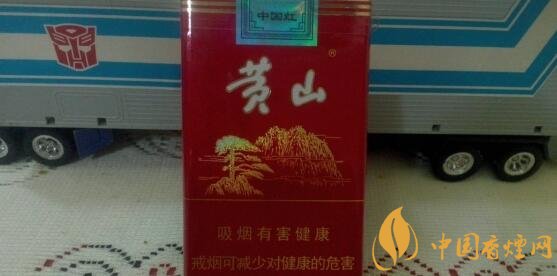 中国红
黄山®
吸烟有害健康
戒烟可减少对健康的危害
中国香烟网